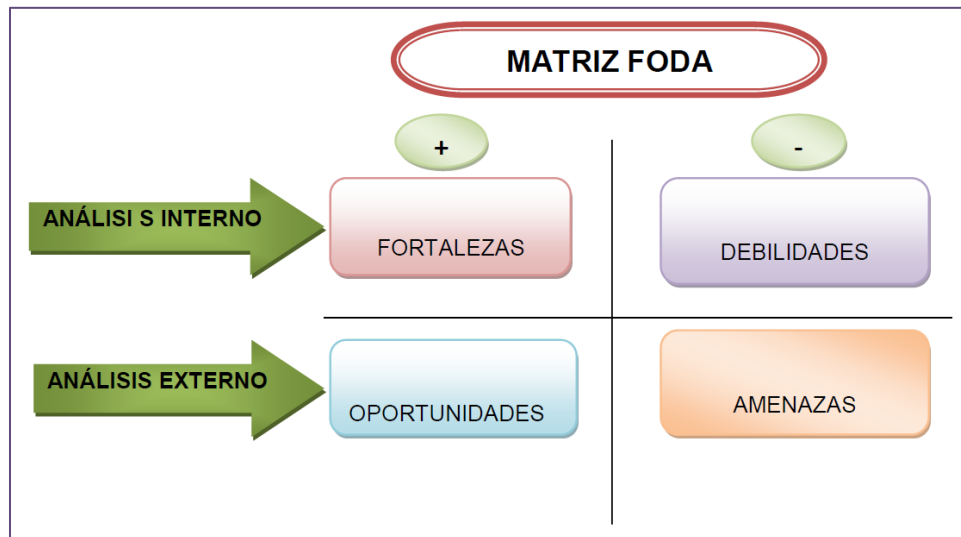 MATRIZ FODA
+
-
ANÁLISI S INTERNO
FORTALEZAS
DEBILIDADES
ANÁLISIS EXTERNO
OPORTUNIDADES
AMENAZAS